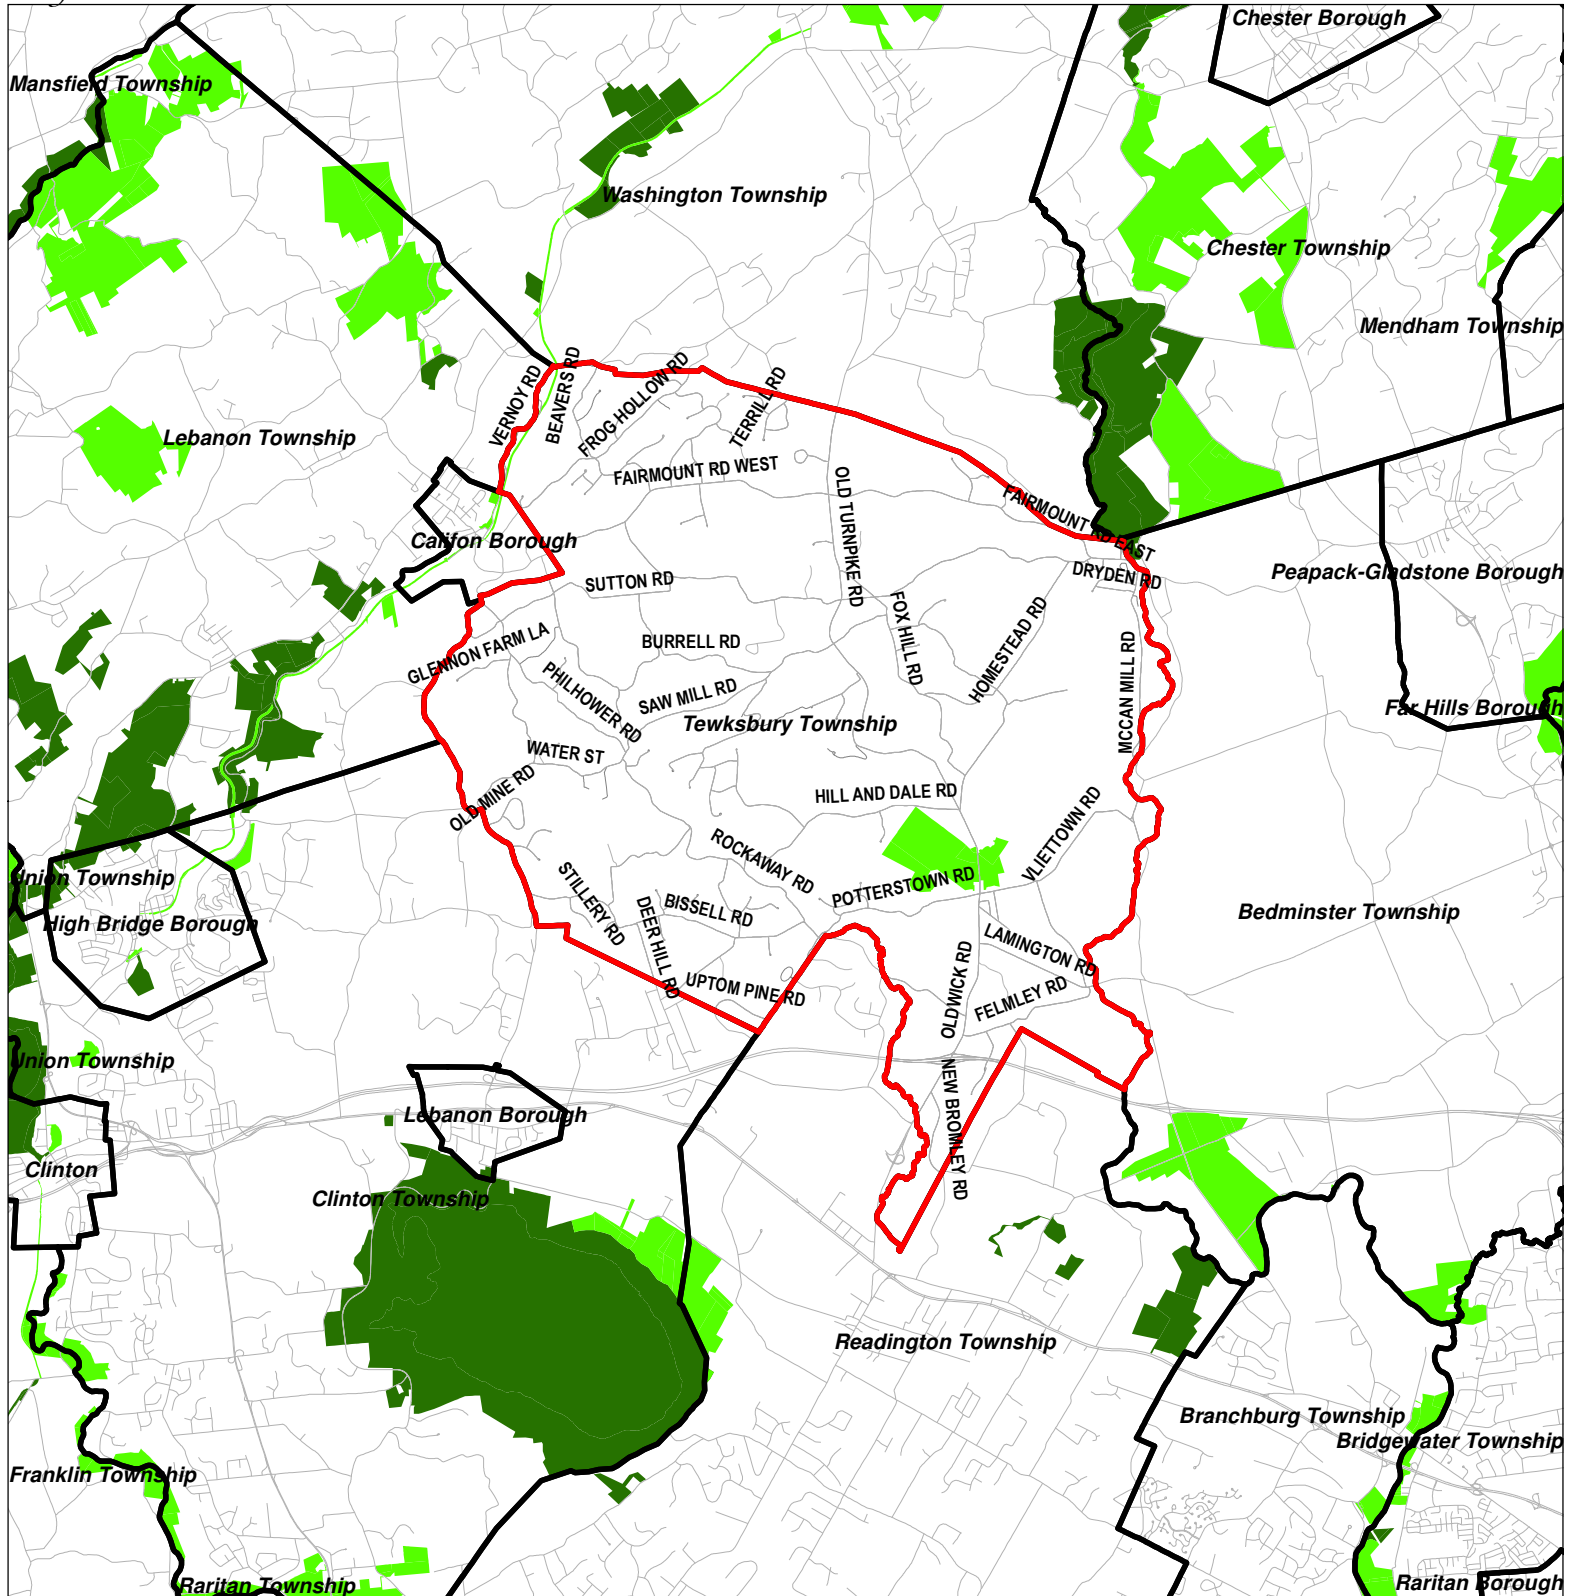 Chester Borough
Mansfield Township
Washington Township
Chester Township
Mendham Township
VERNOY RD
BEAVERS RD
FROG HOLLOW RD
TERRILL RD
Lebanon Township
FAIRMOUNT RD WEST
OLD TURNPIKE RD
FAIRMOUNT RD EAST
Califon Borough
DRYDEN RD
Peapack-Gladstone Borough
SUTTON RD
FOX HILL RD
HOMESTEAD RD
BURRELL RD
GLENNON FARM LA
MCCAN MILL RD
PHILHOWER RD
SAW MILL RD
Far Hills Borough
Tewksbury Township
WATER ST
OLD MINE RD
HILL AND DALE RD
VLIETTOWN RD
ROCKAWAY RD
Union Township
POTTERSTOWN RD
STILLERY RD
BISSELL RD
Bedminster Township
High Bridge Borough
DEER HILL RD
LAMINGTON RD
OLDWICK RD
UPTOM PINE RD
FELMLEY RD
Union Township
NEW BROMLEY RD
Lebanon Borough
Clinton
Clinton Township
Readington Township
Branchburg Township
Bridgewater Township
Franklin Township
Raritan Township
Raritan Borough